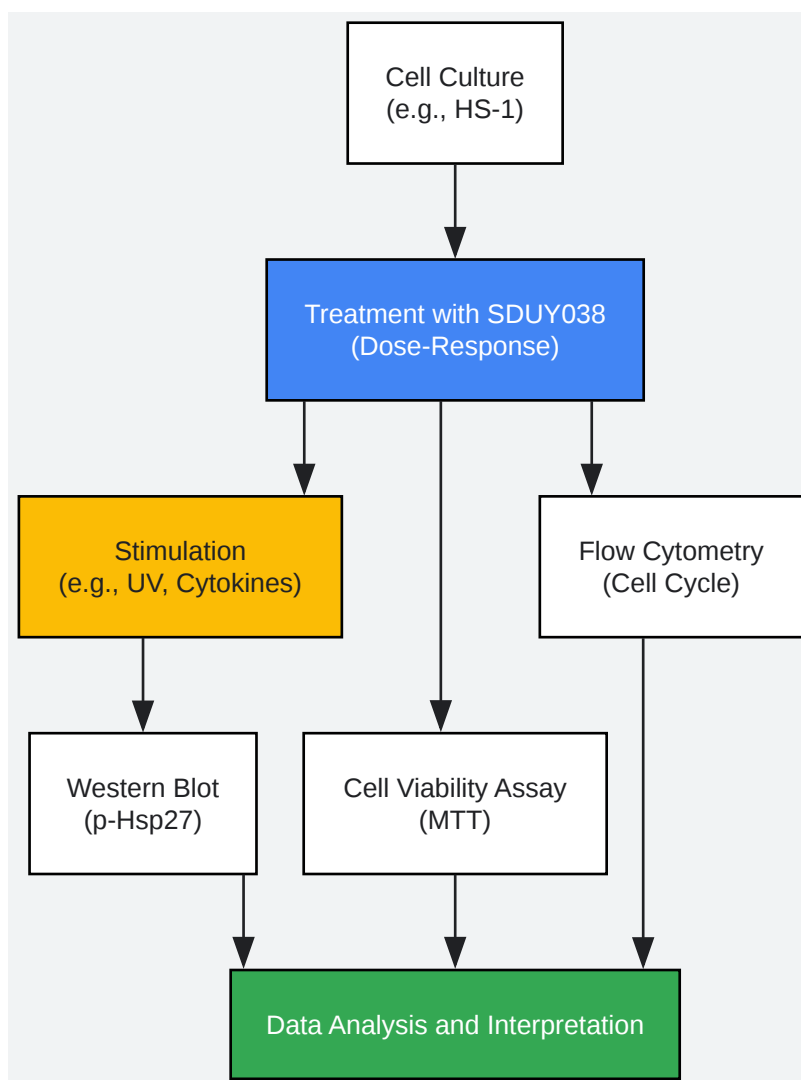 Cell Culture
(e.g., HS-1)
Treatment with SDUY038
(Dose-Response)
Stimulation
(e.g., UV, Cytokines)
Flow Cytometry
(Cell Cycle)
Western Blot
(p-Hsp27)
Cell Viability Assay
(MTT)
Data Analysis and Interpretation